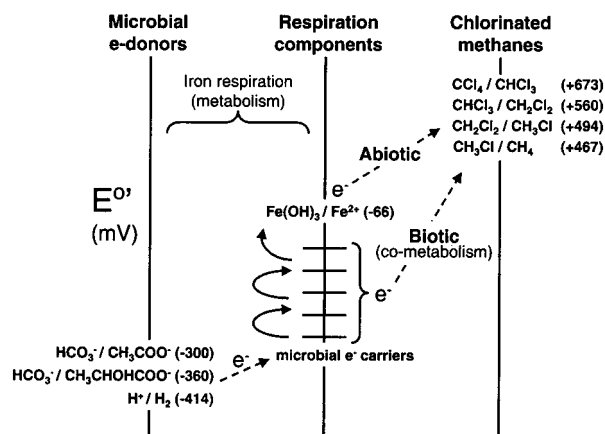 Microbial
e-donors
Respiration
components
Chlorinated
methanes
Iron respiration
(metabolism)
CCl₄ / CHCl₃ (+673)
CHCl₃ / CH₂Cl₂ (+560)
CH₂Cl₂ / CH₃Cl (+494)
CH₃Cl / CH₄ (+467)
Abiotic
e⁻
Fe(OH)₃ / Fe²⁺ (-66)
E⁰'
(mV)
Biotic
(co-metabolism)
e⁻
HCO₃⁻/ CH₃COO⁻ (-300)
HCO₃⁻/ CH₃CHOHCOO⁻ (-360)
H⁺ / H₂ (-414)
e⁻
microbial e⁻ carriers